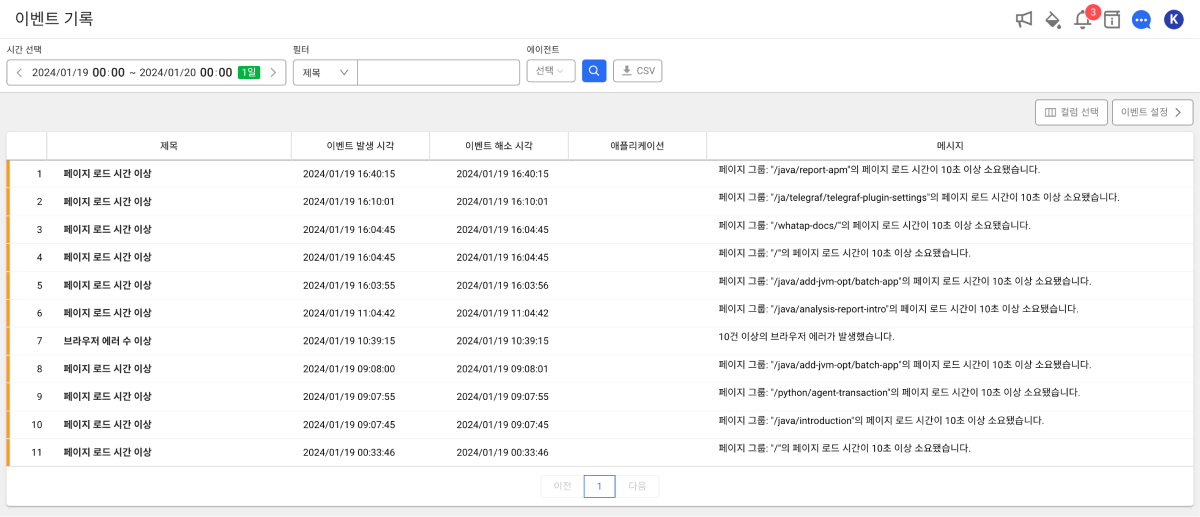 이벤트 기록
3
K
시간 선택 필터 에이전트
2024/01/19 00:00 ~ 2024/01/20 00:00 1일 제목 선택 CSV
컬럼 선택 이벤트 설정
제목 이벤트 발생 시각 이벤트 해소 시각 애플리케이션 메시지
1 페이지 로드 시간 이상 2024/01/19 16:40:15 2024/01/19 16:40:15 페이지 그룹: "/java/report-apm"의 페이지 로드 시간이 10초 이상 소요됐습니다.
2 페이지 로드 시간 이상 2024/01/19 16:10:01 2024/01/19 16:10:01 페이지 그룹: "/ja/telegraf/telegraf-plugin-settings"의 페이지 로드 시간이 10초 이상 소요됐습니다.
3 페이지 로드 시간 이상 2024/01/19 16:04:45 2024/01/19 16:04:45 페이지 그룹: "/whatap-docs/"의 페이지 로드 시간이 10초 이상 소요됐습니다.
4 페이지 로드 시간 이상 2024/01/19 16:04:45 2024/01/19 16:04:45 페이지 그룹: "/"의 페이지 로드 시간이 10초 이상 소요됐습니다.
5 페이지 로드 시간 이상 2024/01/19 16:03:55 2024/01/19 16:03:56 페이지 그룹: "/java/add-jvm-opt/batch-app"의 페이지 로드 시간이 10초 이상 소요됐습니다.
6 페이지 로드 시간 이상 2024/01/19 11:04:42 2024/01/19 11:04:42 페이지 그룹: "/java/analysis-report-intro"의 페이지 로드 시간이 10초 이상 소요됐습니다.
7 브라우저 에러 수 이상 2024/01/19 10:39:15 2024/01/19 10:39:15 10건 이상의 브라우저 에러가 발생했습니다.
8 페이지 로드 시간 이상 2024/01/19 09:08:00 2024/01/19 09:08:01 페이지 그룹: "/java/add-jvm-opt/batch-app"의 페이지 로드 시간이 10초 이상 소요됐습니다.
9 페이지 로드 시간 이상 2024/01/19 09:07:55 2024/01/19 09:07:55 페이지 그룹: "/python/agent-transaction"의 페이지 로드 시간이 10초 이상 소요됐습니다.
10 페이지 로드 시간 이상 2024/01/19 09:07:45 2024/01/19 09:07:45 페이지 그룹: "/java/introduction"의 페이지 로드 시간이 10초 이상 소요됐습니다.
11 페이지 로드 시간 이상 2024/01/19 00:33:46 2024/01/19 00:33:46 페이지 그룹: "/"의 페이지 로드 시간이 10초 이상 소요됐습니다.
이전 1 다음